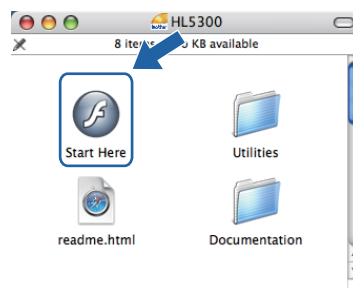 HL5300
8 items KB available
Start Here
Utilities
readme.html
Documentation